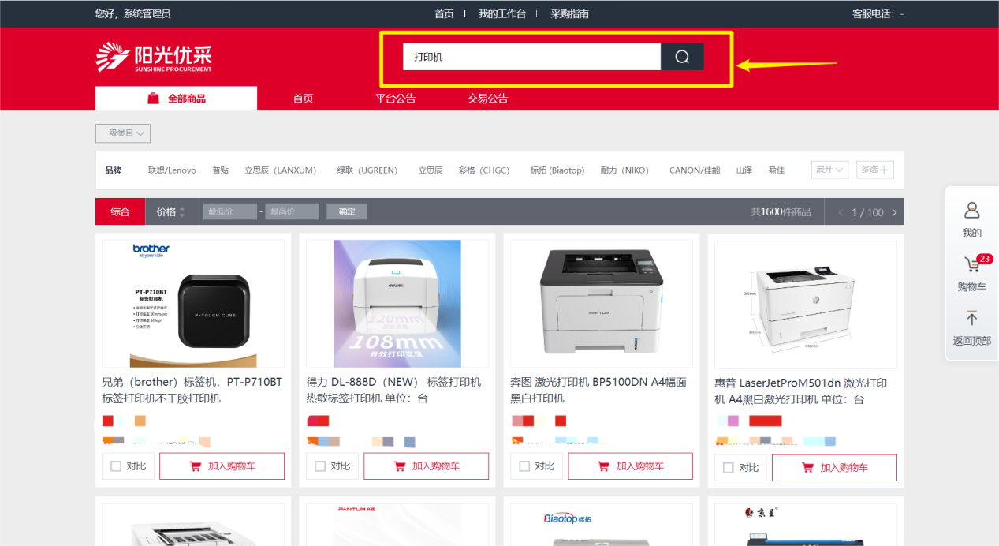 您好，系统管理员
首页 | 我的工作台 | 采购指南
客服电话：-
阳光优采
SUNSHINE PROCUREMENT
打印机
全部商品
首页
平台公告
交易公告
一级类目
品牌 联想/Lenovo 普贴 立思辰（LANXUM） 绿联（UGREEN） 立思辰 彩格（CHGC） 标拓 (Biaotop) 耐力（NIKO） CANON/佳能 山泽 盈佳 展开 多选
综合 价格 最低价 - 最高价 确定 共1600件商品 1 / 100
我的
23
购物车
返回顶部
brother
at your side
PT-P710BT
标签打印机
P-TOUCH CUBE
120mm
108mm
有效打印宽度
PANTUM
兄弟（brother）标签机，PT-P710BT
标签打印机不干胶打印机
得力 DL-888D（NEW） 标签打印机
热敏标签打印机 单位：台
奔图 激光打印机 BP5100DN A4幅面
黑白打印机
惠普 LaserJetProM501dn 激光打印
机 A4黑白激光打印机 单位：台
对比 加入购物车
对比 加入购物车
对比 加入购物车
对比 加入购物车
PANTUM 奔图
Biaotop 标拓
京呈